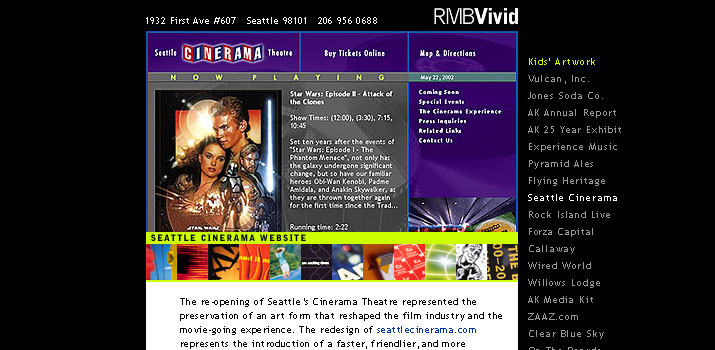 1932 First Ave #607 Seattle 98101 206 956 0688
RMBVivid
Seattle CINERAMA Theatre
Buy Tickets Online
Map & Directions
NOW PLAYING
May 22, 2002
Star Wars: Episode II - Attack of
the Clones
Show Times: (12:00), (3:30), 7:15,
10:45
Set ten years after the events of
"Star Wars: Episode I - The
Phantom Menace", not only has
the galaxy undergone significant
change, but so have our familiar
heroes Obi-Wan Kenobi, Padme
Amidala, and Anakin Skywalker, as
they are thrown together again
for the first time since the Trad...
Running time: 2:22
STAR WARS
Coming Soon
Special Events
The Cinerama Experience
Press Inquiries
Related Links
Contact Us
SEATTLE CINERAMA WEBSITE
The re-opening of Seattle's Cinerama Theatre represented the
preservation of an art form that reshaped the film industry and the
movie-going experience. The redesign of seattlecinerama.com
represents the introduction of a faster, friendlier, and more
Kids' Artwork
Vulcan, Inc.
Jones Soda Co.
AK Annual Report
AK 25 Year Exhibit
Experience Music
Pyramid Ales
Flying Heritage
Seattle Cinerama
Rock Island Live
Forza Capital
Callaway
Wired World
Willows Lodge
AK Media Kit
ZAAZ.com
Clear Blue Sky